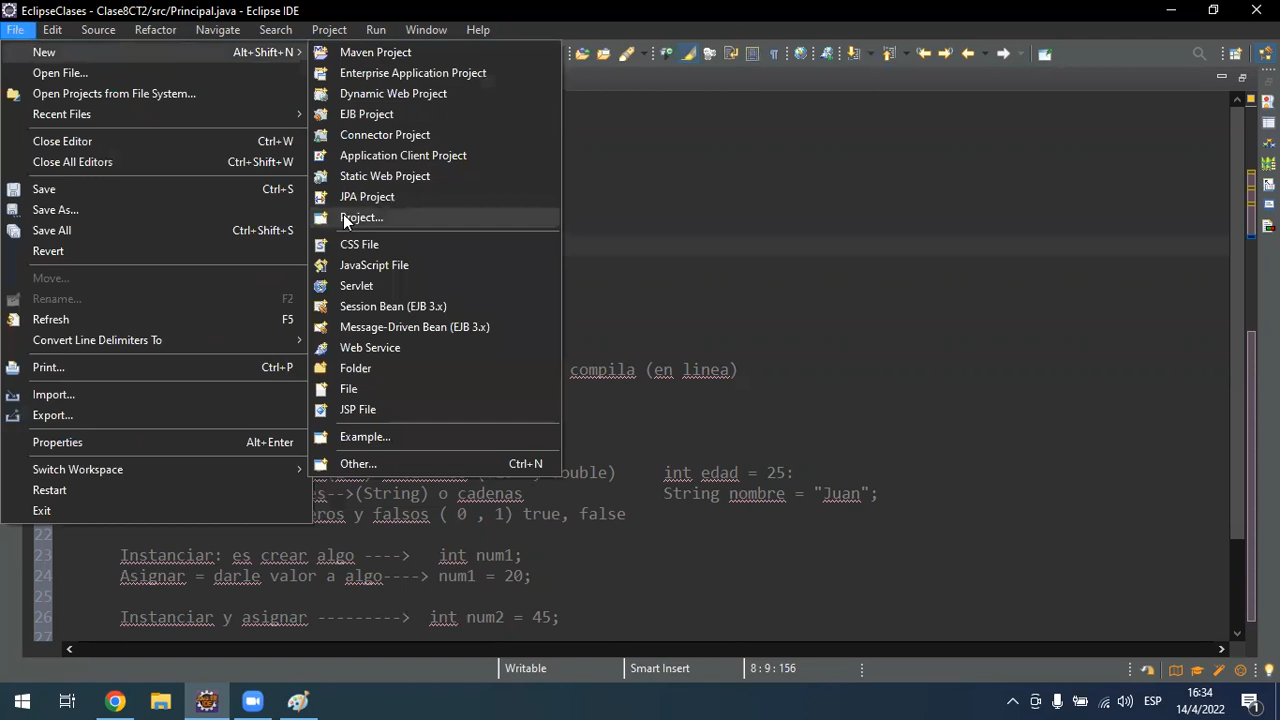 EclipseClases - Clase8CT2/src/Principal.java - Eclipse IDE
File Edit Source Refactor Navigate Search Project Run Window Help
New Alt+Shift+N
Open File...
Open Projects from File System...
Recent Files
Close Editor Ctrl+W
Close All Editors Ctrl+Shift+W
Save Ctrl+S
Save As...
Save All Ctrl+Shift+S
Revert
Move...
Rename... F2
Refresh F5
Convert Line Delimiters To
Print... Ctrl+P
Import...
Export...
Properties Alt+Enter
Switch Workspace
Restart
Exit
Maven Project
Enterprise Application Project
Dynamic Web Project
EJB Project
Connector Project
Application Client Project
Static Web Project
JPA Project
Project...
CSS File
JavaScript File
Servlet
Session Bean (EJB 3.x)
Message-Driven Bean (EJB 3.x)
Web Service
Folder
File
JSP File
Example...
Other... Ctrl+N
compila (en linea)
y double) int edad = 25:
es-->(String) o cadenas String nombre = "Juan";
eros y falsos ( 0 , 1) true, false
22
23 Instanciar: es crear algo ----> int num1;
24 Asignar = darle valor a algo----> num1 = 20;
25
26 Instanciar y asignar ---------> int num2 = 45;
27
Writable Smart Insert 8 : 9 : 156
ESP 16:34
14/4/2022
1